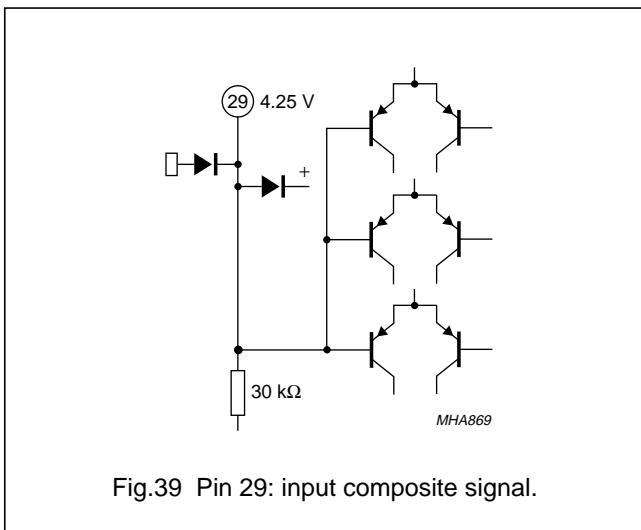 29 4.25 V
+
30 kΩ
MHA869
Fig.39 Pin 29: input composite signal.